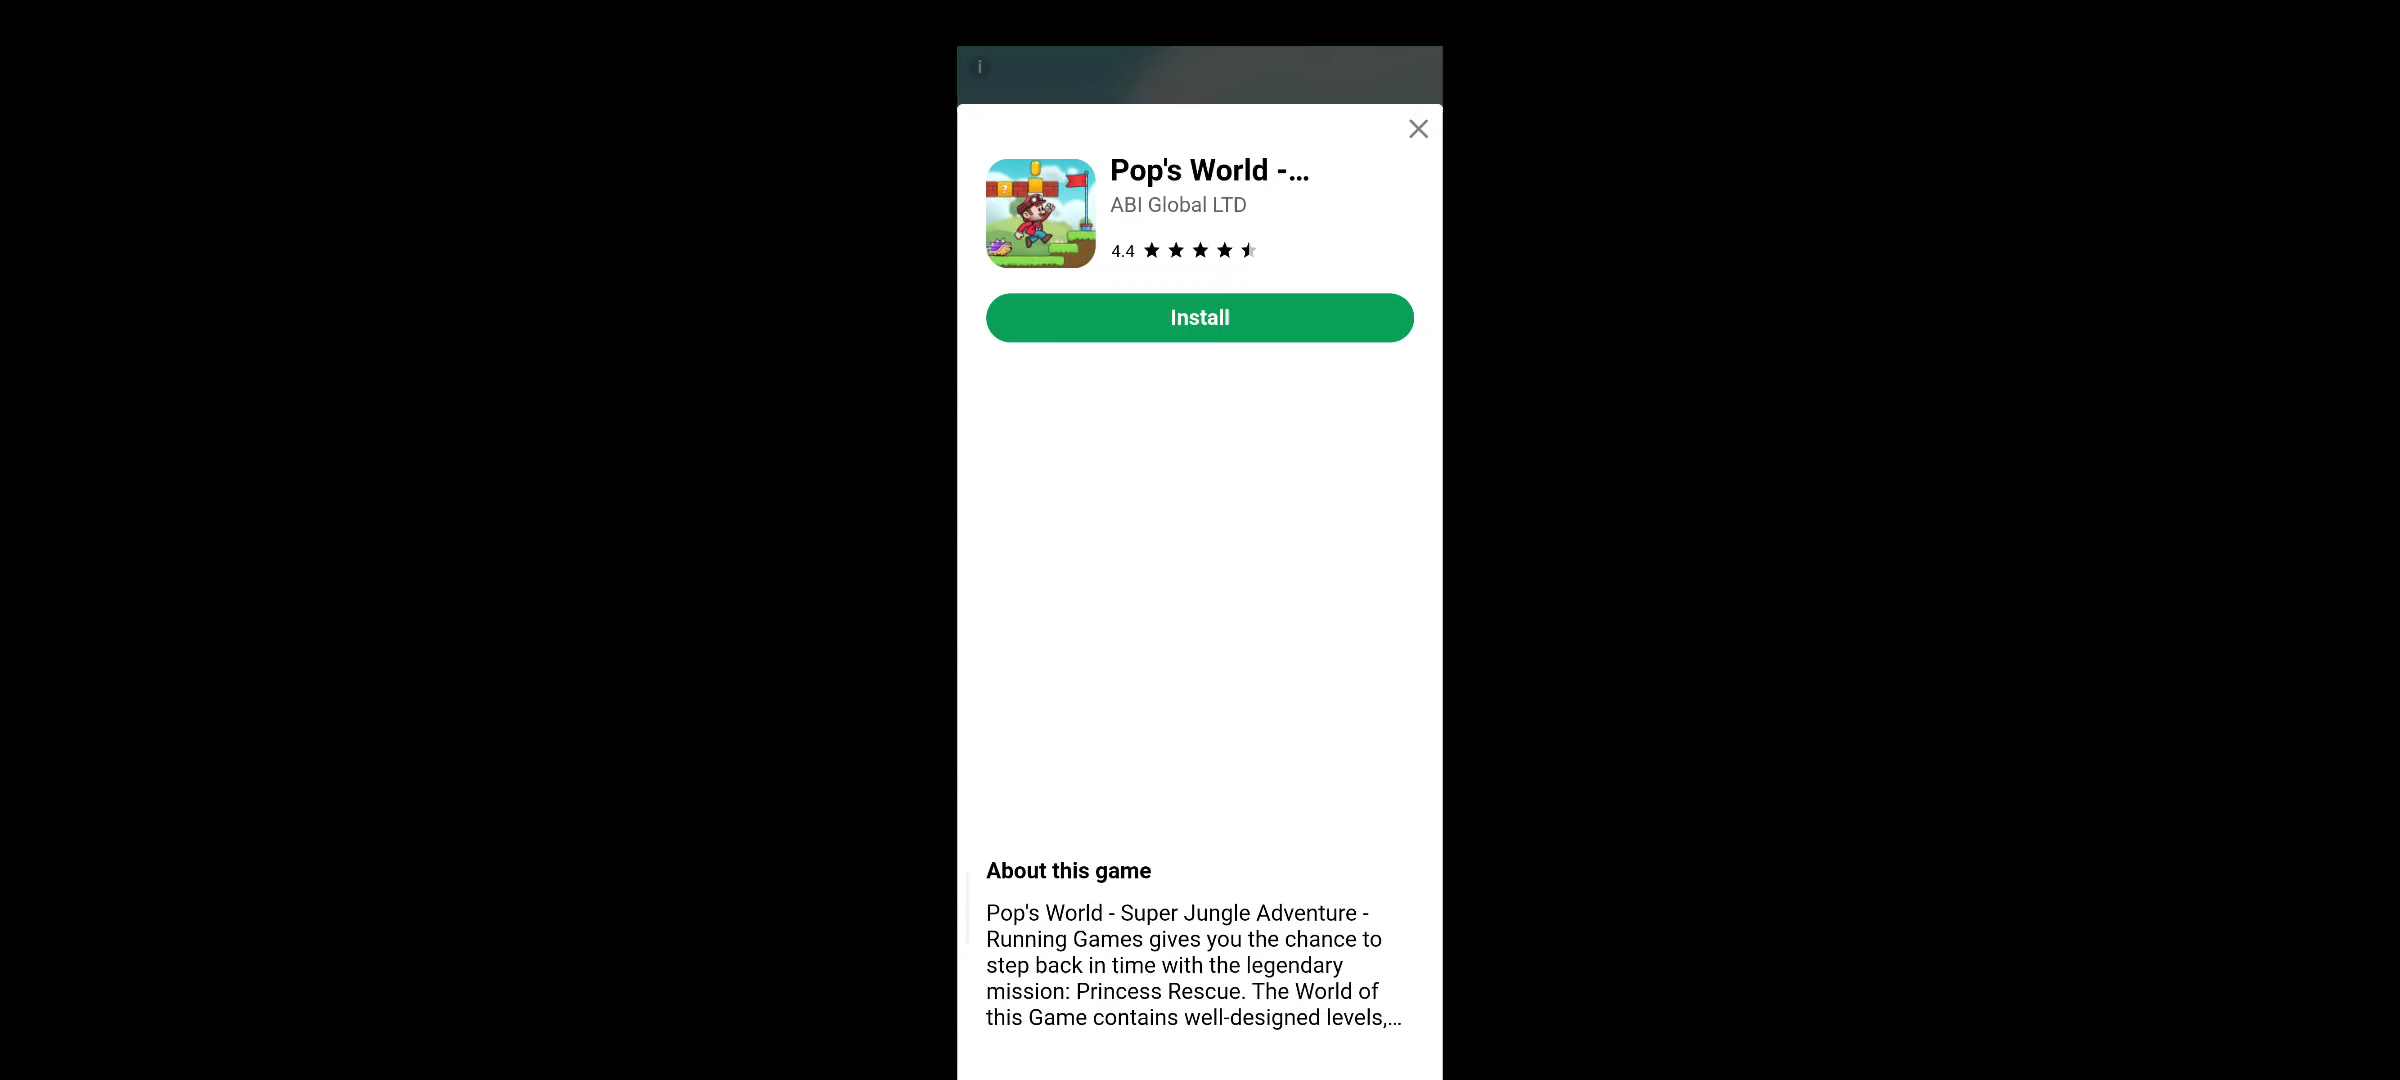 i
Pop's World -...
ABI Global LTD
4.4
Install
About this game
Pop's World - Super Jungle Adventure -
Running Games gives you the chance to
step back in time with the legendary
mission: Princess Rescue. The World of
this Game contains well-designed levels,...